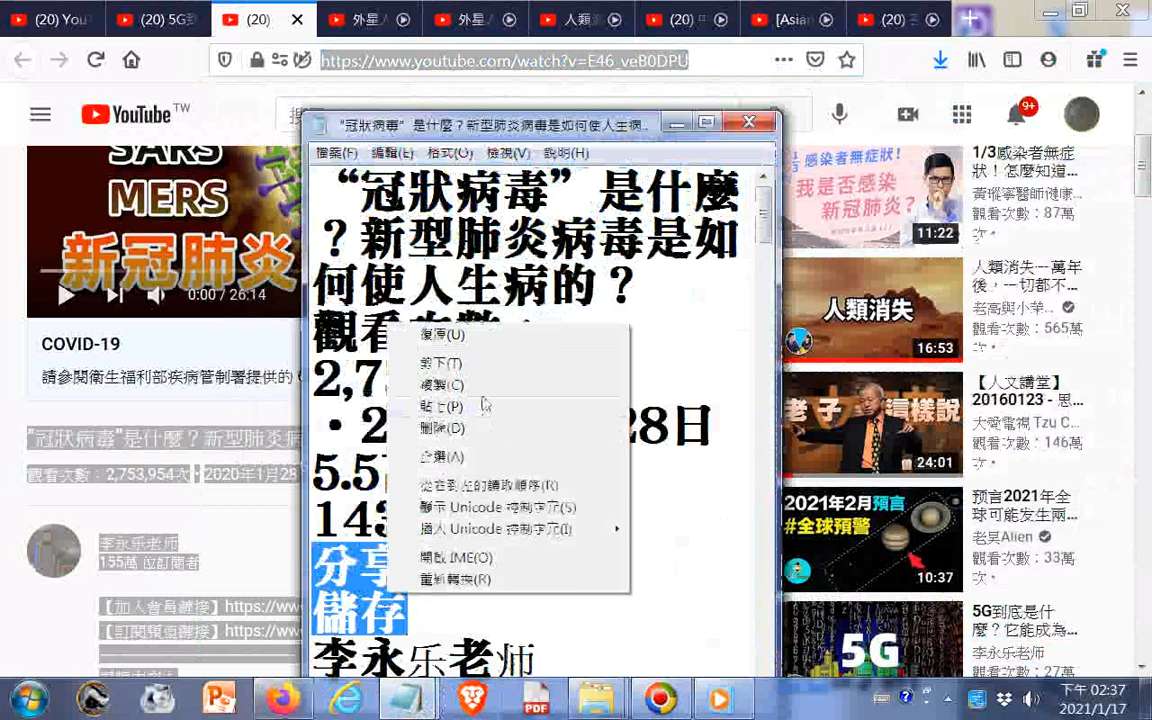 (20) You
(20) 5G到
(20)
外星人
外星人
人類
(20)
[Asian
(20)
https://www.youtube.com/watch?v=E46_veB0DPU
YouTube TW
9+
"冠狀病毒" 是什麼？新型肺炎病毒是如何使人生病...
檔案(F) 編輯(E) 格式(O) 檢視(V) 說明(H)
“冠狀病毒” 是什麼
？新型肺炎病毒是如
何使人生病的？
觀看
2,7
・2 28日
5.5
143
分享
儲存
李永乐老师
復原(U)
剪下(T)
複製(C)
貼上(P)
刪除(D)
全選(A)
從右到左的讀取順序(R)
顯示 Unicode 控制字元(S)
插入 Unicode 控制字元(I)
開啟 IME(O)
重新轉換(R)
SARS
MERS
新冠肺炎
0:00 / 26:14
COVID-19
請參閱衛生福利部疾病管制署提供的
"冠狀病毒"是什麼？新型肺炎病
觀看次數：2,753,954次・2020年1月28
李永乐老师
155萬 位訂閱者
【加入會員鏈接】https://ww
【訂閱頻道鏈接】https://ww
感染者無症狀!
我是否感染
新冠肺炎?
11:22
1/3感染者無症
狀！怎麼知道...
黃瑽寧醫師健康...
觀看次數：87萬
次・
人類消失
16:53
人類消失一萬年
後，一切都不...
老高與小茉...
觀看次數：565萬
次・
老子這樣說
24:01
【人文講堂】
20160123 - 思...
大愛電視 Tzu C...
觀看次數：146萬
次・
2021年2月預言
#全球預警
10:37
预言2021年全
球可能发生兩...
老吴Alien
觀看次數：33萬
次・
5G
5G到底是什
麼？它能成為...
李永乐老师
觀看次數：27萬
PDF
下午 02:37
2021/1/17